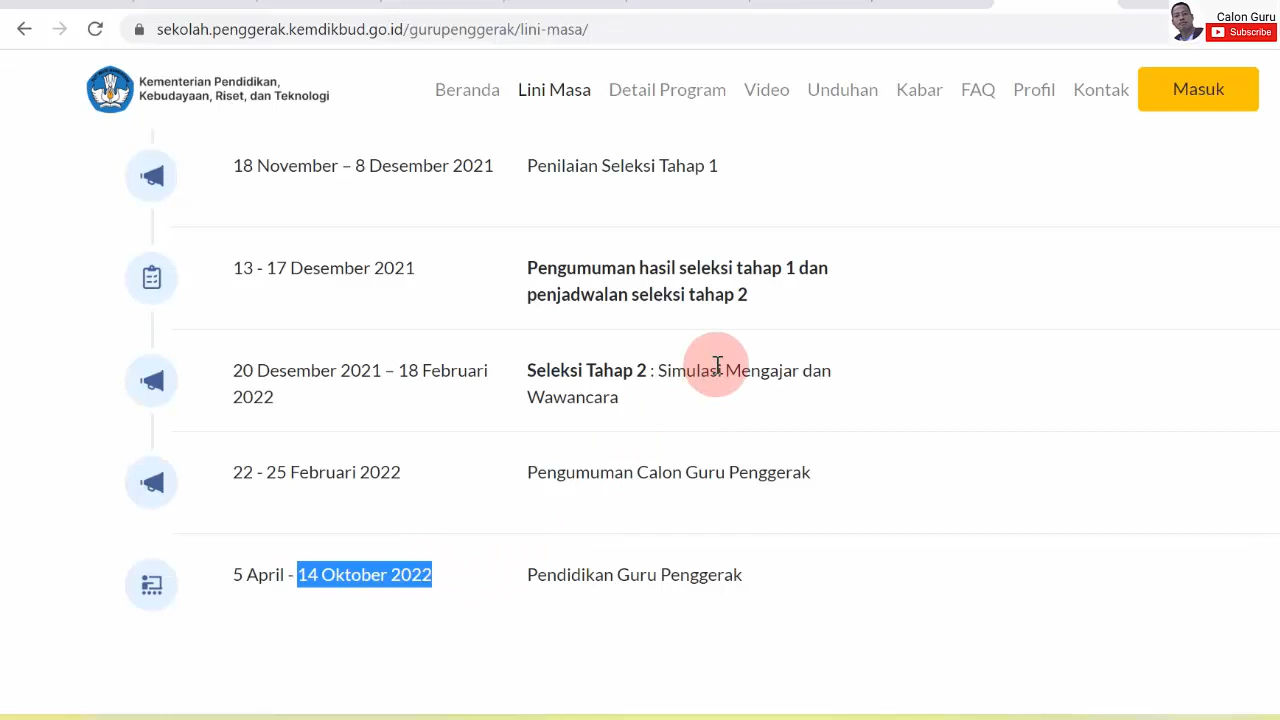 sekolah.penggerak.kemdikbud.go.id/gurupenggerak/lini-masa/
Calon Guru
Subscribe
Kementerian Pendidikan,
Kebudayaan, Riset, dan Teknologi
Beranda Lini Masa Detail Program Video Unduhan Kabar FAQ Profil Kontak Masuk
18 November – 8 Desember 2021 Penilaian Seleksi Tahap 1
13 - 17 Desember 2021 Pengumuman hasil seleksi tahap 1 dan
penjadwalan seleksi tahap 2
20 Desember 2021 – 18 Februari Seleksi Tahap 2 : Simulasi Mengajar dan
2022 Wawancara
22 - 25 Februari 2022 Pengumuman Calon Guru Penggerak
5 April - 14 Oktober 2022 Pendidikan Guru Penggerak